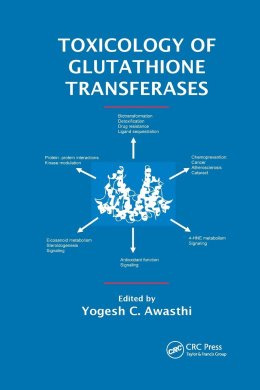 TOXICOLOGY OF
GLUTATHIONE
TRANSFERASES
Biotransformation
Detoxification
Drug resistance
Ligand sequestration
Protein- protein interactions
Kinase modulation
Chemoprevention
Cancer
Atherosclerosis
Cataract
Eicosanoid metabolism
Steroidogenesis
Signaling
4-HNE metabolism
Signaling
Antioxidant function
Signaling
Edited by
Yogesh C. Awasthi
CRC Press
Taylor & Francis Group